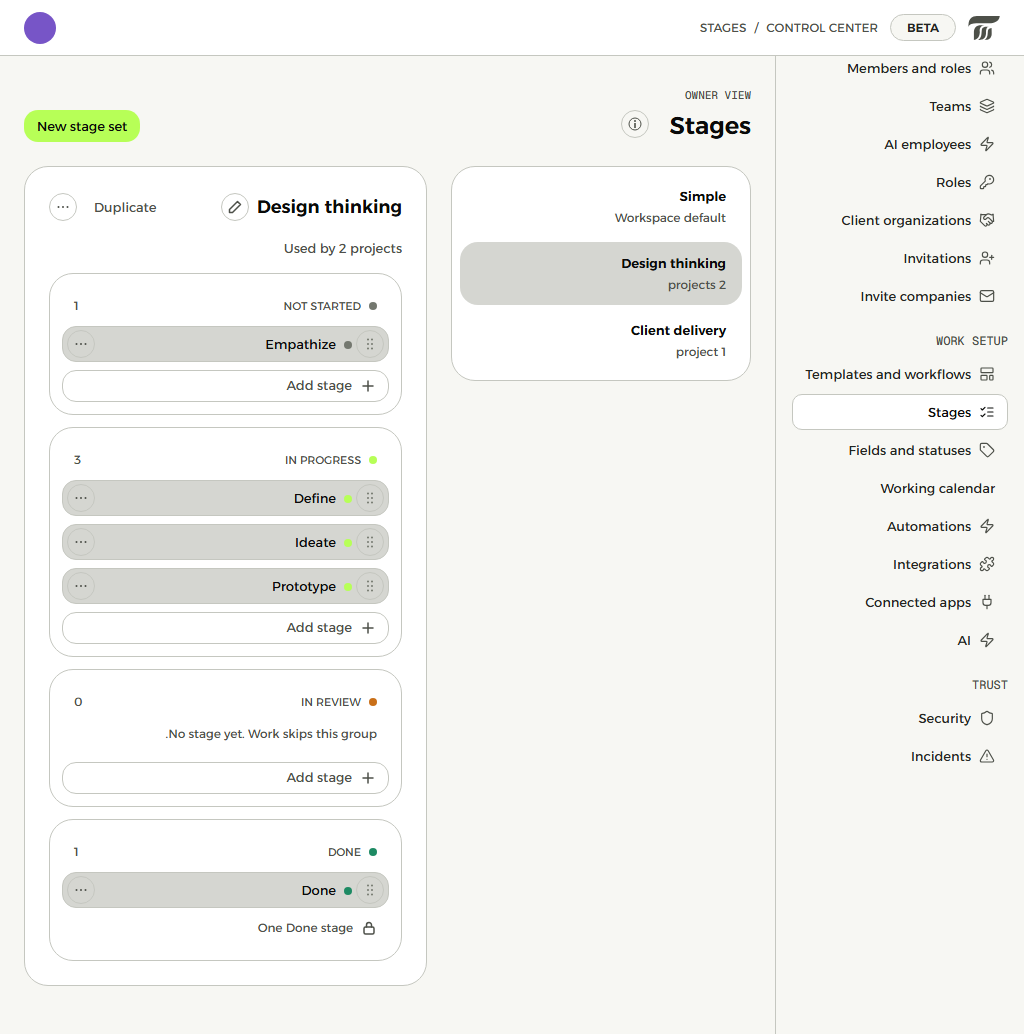 STAGES / CONTROL CENTER BETA
Members and roles
Teams
AI employees
Roles
Client organizations
Invitations
Invite companies
WORK SETUP
Templates and workflows
Stages
Fields and statuses
Working calendar
Automations
Integrations
Connected apps
AI
TRUST
Security
Incidents
OWNER VIEW
Stages
New stage set
Simple
Workspace default
Design thinking
projects 2
Client delivery
project 1
Design thinking
Duplicate
Used by 2 projects
NOT STARTED 1
Empathize
Add stage
IN PROGRESS 3
Define
Ideate
Prototype
Add stage
IN REVIEW 0
.No stage yet. Work skips this group
Add stage
DONE 1
Done
One Done stage